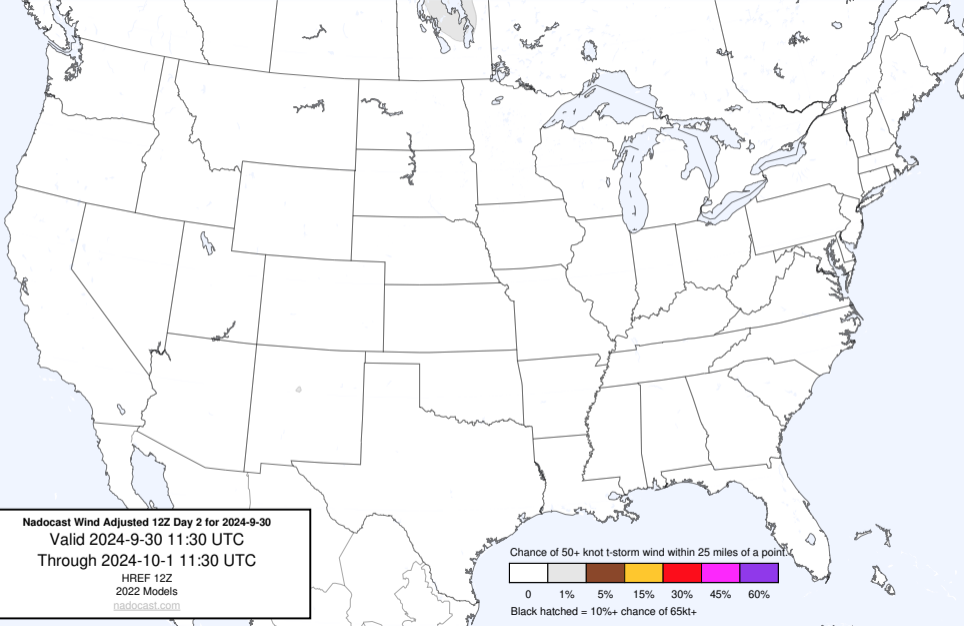 Nadocast Wind Adjusted 12Z Day 2 for 2024-9-30
Valid 2024-9-30 11:30 UTC
Through 2024-10-1 11:30 UTC
HREF 12Z
2022 Models
nadocast.com
Chance of 50+ knot t-storm wind within 25 miles of a point.
0 1% 5% 15% 30% 45% 60%
Black hatched = 10%+ chance of 65kt+